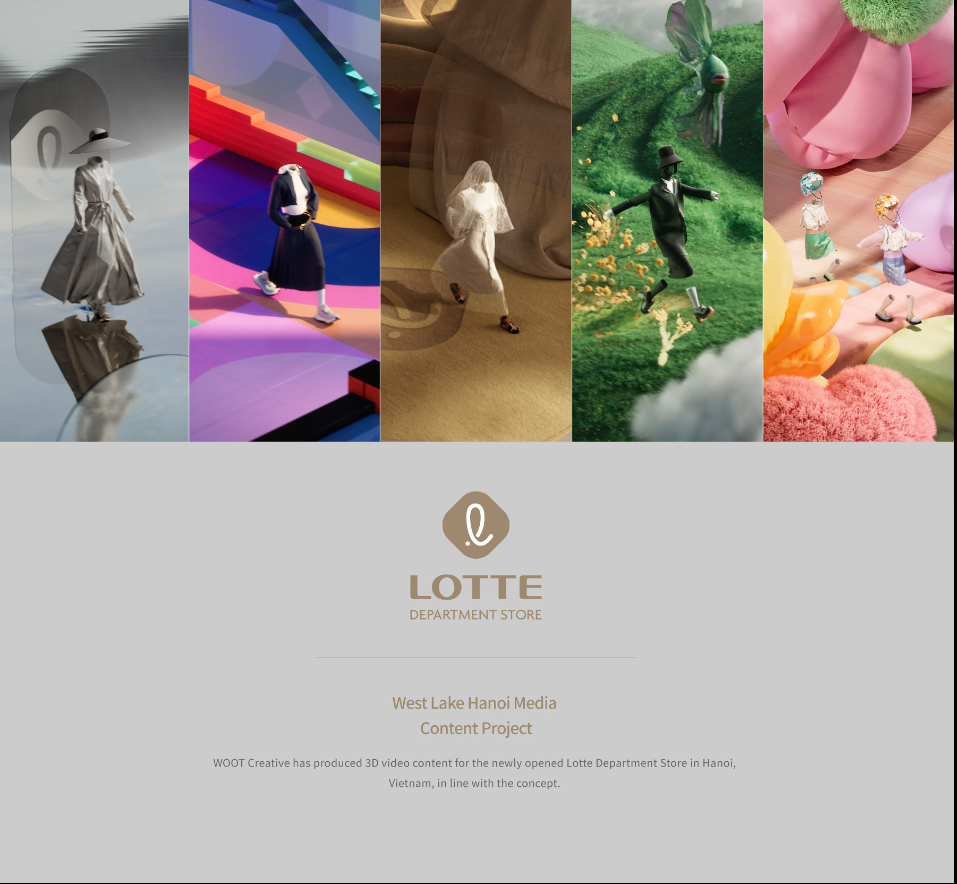 LOTTE
DEPARTMENT STORE
West Lake Hanoi Media
Content Project
WOOT Creative has produced 3D video content for the newly opened Lotte Department Store in Hanoi,
Vietnam, in line with the concept.